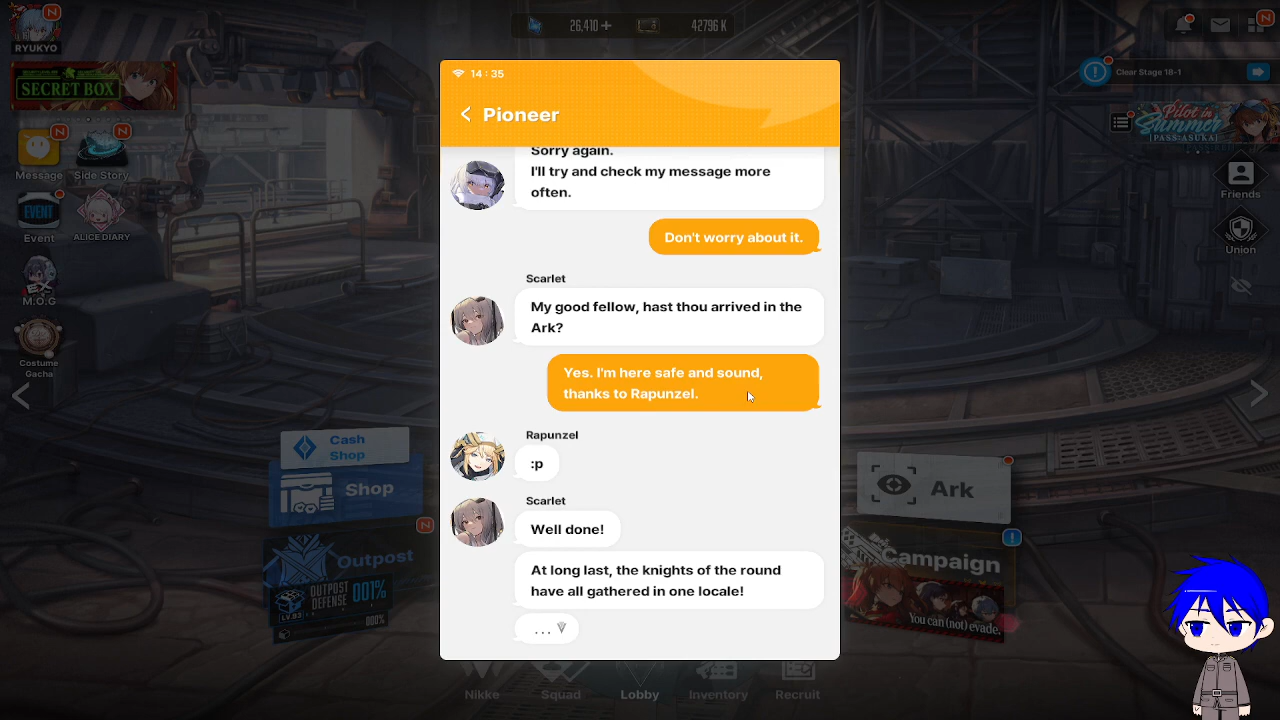 RYUKYO
N
26,410 +
42796 K
N
SECRET BOX
Clear Stage 18-1
Pilot in
Summer
[PASS: ASUKA]
N
N
Message
Side Story
EVENT
Event
ALICE DIARY
M.O.G
Costume
Gacha
Friends
Union
14 : 35
Pioneer
Sorry again.
I'll try and check my message more
often.
Don't worry about it.
Scarlet
My good fellow, hast thou arrived in the
Ark?
Yes. I'm here safe and sound,
thanks to Rapunzel.
Rapunzel
:p
Scarlet
Well done!
At long last, the knights of the round
have all gathered in one locale!
...
Cash
Shop
Shop
N
Outpost
OUTPOST
DEFENSE
001%
LV.03
000%
Ark
Campaign
You can (not) evade.
Nikke
Squad
Lobby
Inventory
Recruit